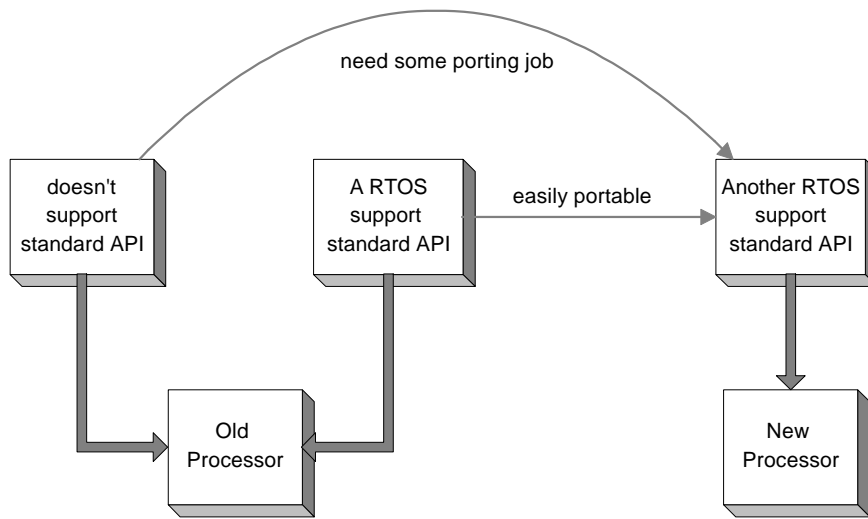 need some porting job
doesn't
support
standard API
A RTOS
support
standard API
easily portable
Another RTOS
support
standard API
Old
Processor
New
Processor